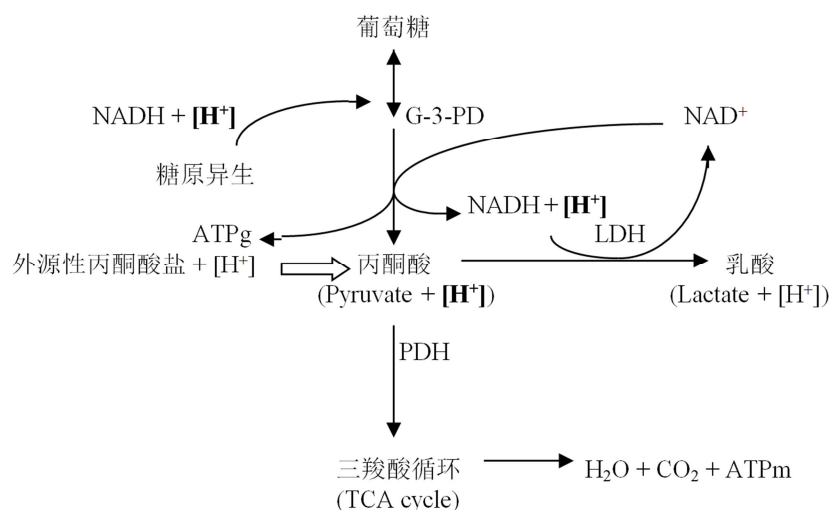 葡萄糖
NADH + [H⁺]
G-3-PD
NAD⁺
糖原异生
NADH + [H⁺]
ATPg
LDH
外源性丙酮酸盐 + [H⁺]
丙酮酸
乳酸
(Pyruvate + [H⁺])
(Lactate + [H⁺])
PDH
三羧酸循环
(TCA cycle)
H₂O + CO₂ + ATPm